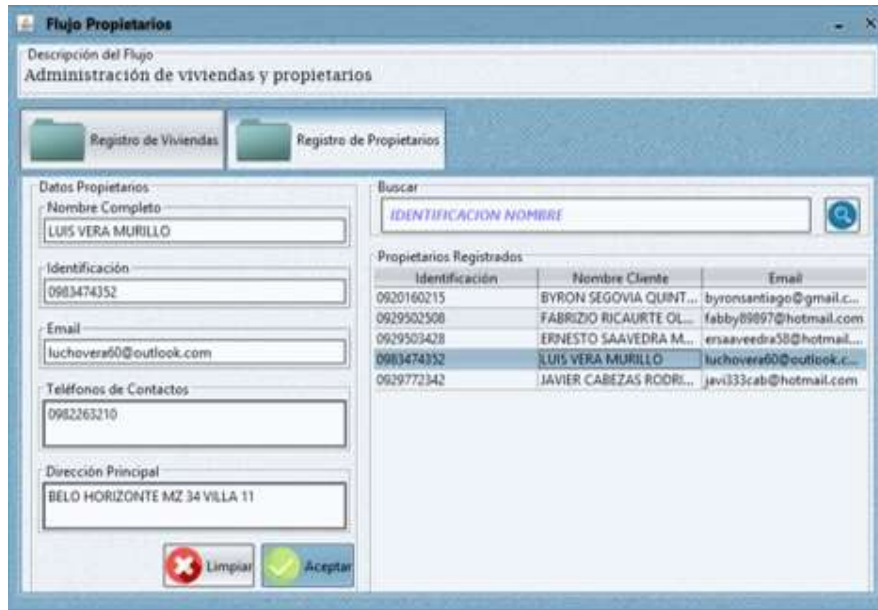 Flujo Propietarios
Descripción del Flujo
Administración de viviendas y propietarios
Registro de Viviendas
Registro de Propietarios
Datos Propietarios
Nombre Completo
LUIS VERA MURILLO
Identificación
0983474352
Email
luchovera60@outlook.com
Teléfonos de Contactos
0982263210
Dirección Principal
BELO HORIZONTE MZ 34 VILLA 11
Limpiar
Aceptar
Buscar
IDENTIFICACION NOMBRE
Propietarios Registrados
Identificación Nombre Cliente Email
0920160215 BYRON SEGOVIA QUINT... byronsantiago@gmail.c...
0929502508 FABRIZIO RICAURTE OL... fabby89897@hotmail.com
0929503428 ERNESTO SAAVEDRA M... ersaaveedra58@hotmail....
0983474352 LUIS VERA MURILLO luchovera60@outlook.c...
0929772342 JAVIER CABEZAS RODRI... javi333cab@hotmail.com